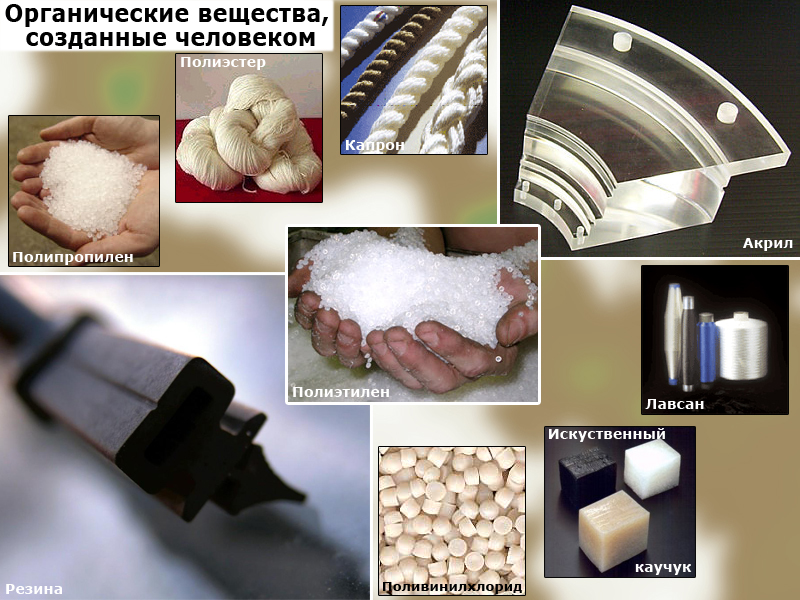 Органические вещества,
созданные человеком
Полиэстер
Капрон
Полипропилен
Акрил
Полиэтилен
Лавсан
Искуственный
каучук
Поливинилхлорид
Резина